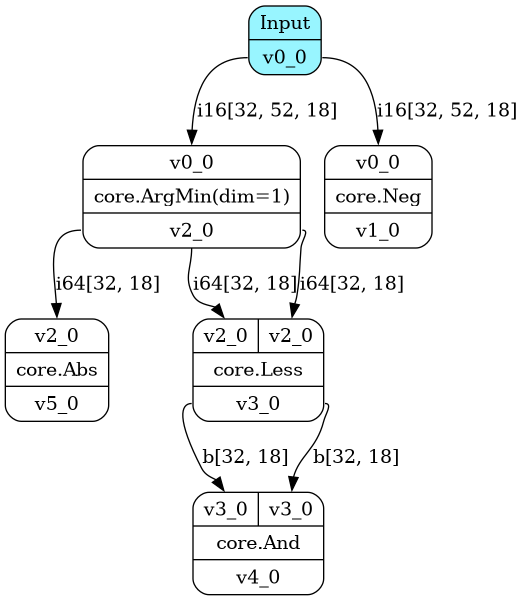 Input
v0_0
i16[32, 52, 18]
i16[32, 52, 18]
v0_0
core.ArgMin(dim=1)
v2_0
v0_0
core.Neg
v1_0
i64[32, 18]
i64[32, 18]
i64[32, 18]
v2_0
core.Abs
v5_0
v2_0 v2_0
core.Less
v3_0
b[32, 18]
b[32, 18]
v3_0 v3_0
core.And
v4_0